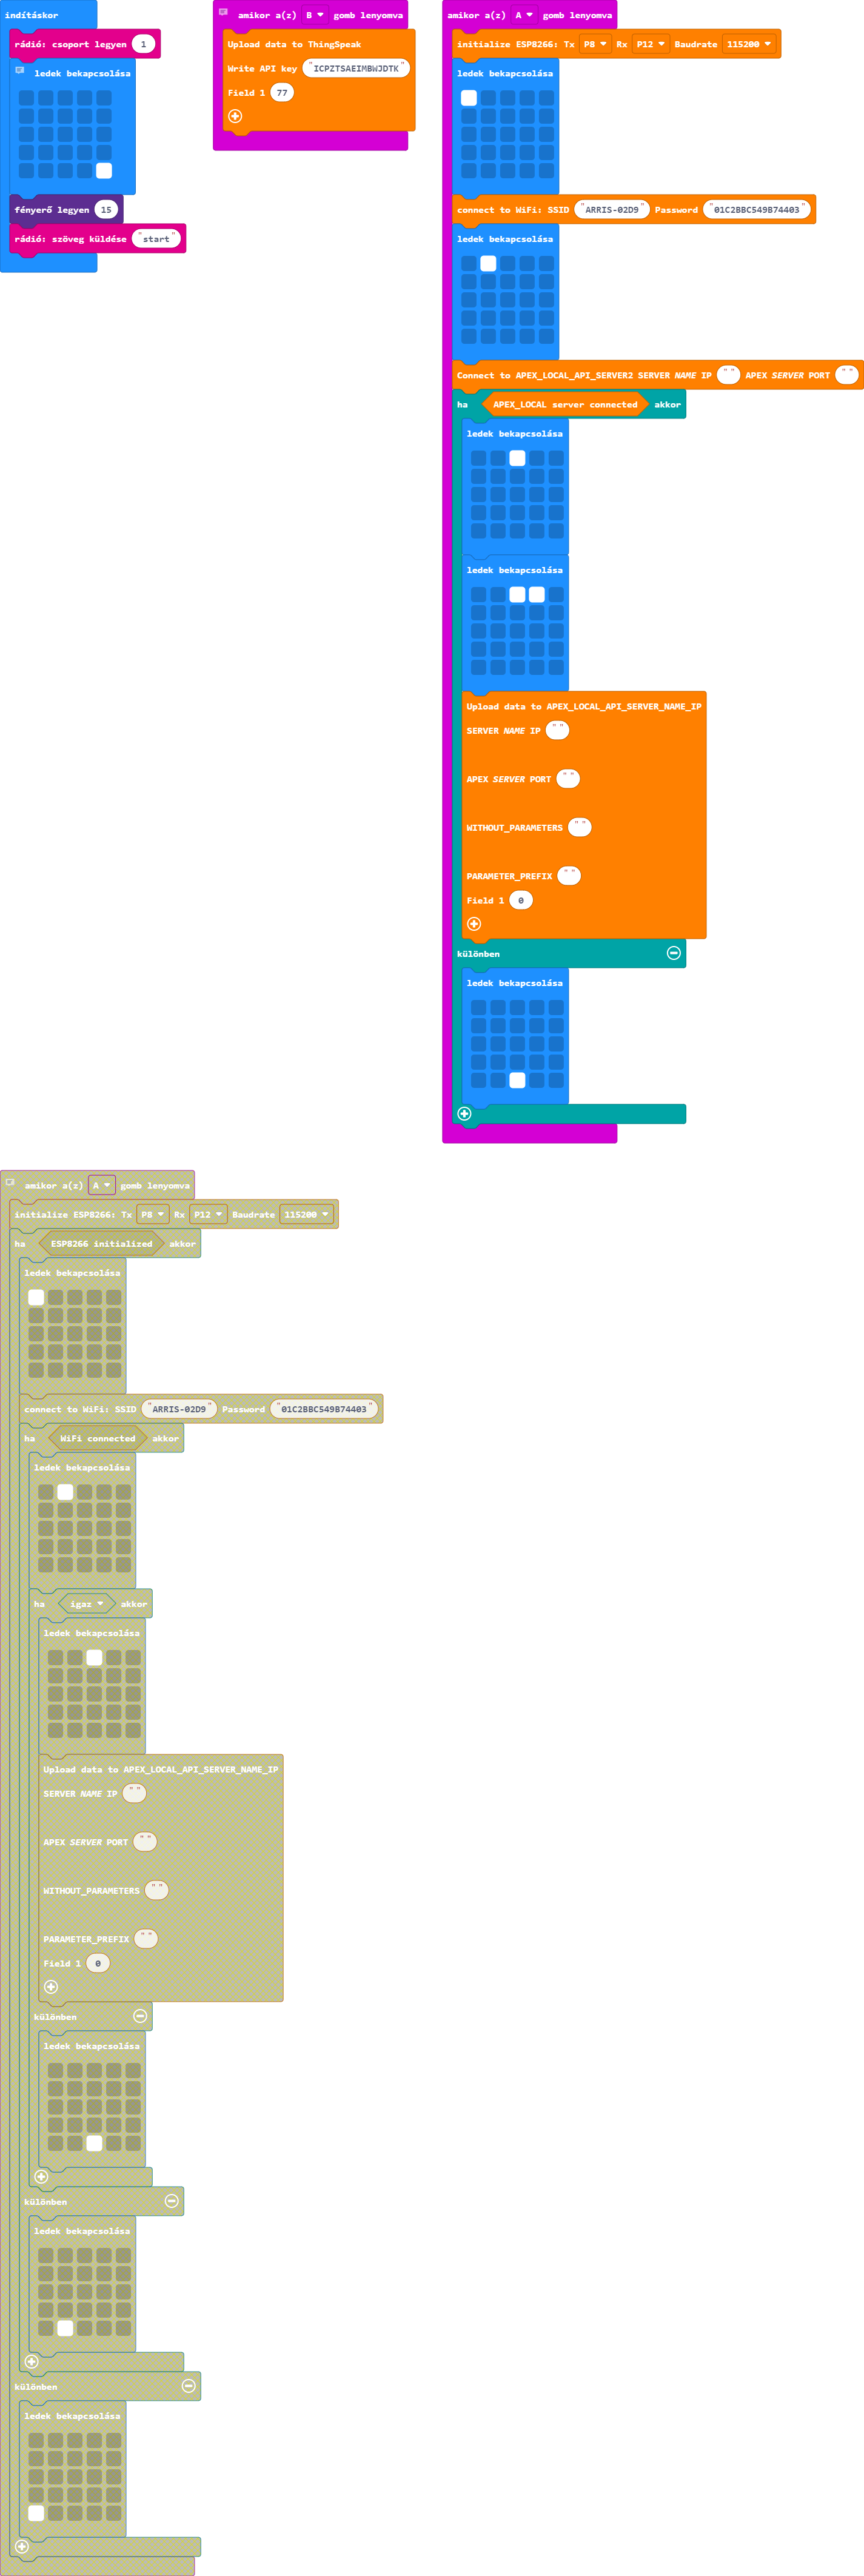 indításkor
rádió: csoport legyen 1
ledek bekapcsolása
fényerő legyen 15
rádió: szöveg küldése "start"
amikor a(z) B gomb lenyomva
Upload data to ThingSpeak
Write API key "ICPZTSAEIMBWJDTK"
Field 1 77
amikor a(z) A gomb lenyomva
initialize ESP8266: Tx P8 Rx P12 Baudrate 115200
ledek bekapcsolása
connect to WiFi: SSID "ARRIS-02D9" Password "01C2BBC549B74403"
ledek bekapcsolása
Connect to APEX_LOCAL_API_SERVER2 SERVER NAME IP "" APEX SERVER PORT ""
ha APEX_LOCAL server connected akkor
ledek bekapcsolása
ledek bekapcsolása
Upload data to APEX_LOCAL_API_SERVER_NAME_IP
SERVER NAME IP ""
APEX SERVER PORT ""
WITHOUT_PARAMETERS ""
PARAMETER_PREFIX ""
Field 1 0
különben
ledek bekapcsolása
amikor a(z) A gomb lenyomva
initialize ESP8266: Tx P8 Rx P12 Baudrate 115200
ha ESP8266 initialized akkor
ledek bekapcsolása
connect to WiFi: SSID "ARRIS-02D9" Password "01C2BBC549B74403"
ha WiFi connected akkor
ledek bekapcsolása
ha igaz akkor
ledek bekapcsolása
Upload data to APEX_LOCAL_API_SERVER_NAME_IP
SERVER NAME IP ""
APEX SERVER PORT ""
WITHOUT_PARAMETERS ""
PARAMETER_PREFIX ""
Field 1 0
különben
ledek bekapcsolása
különben
ledek bekapcsolása
különben
ledek bekapcsolása